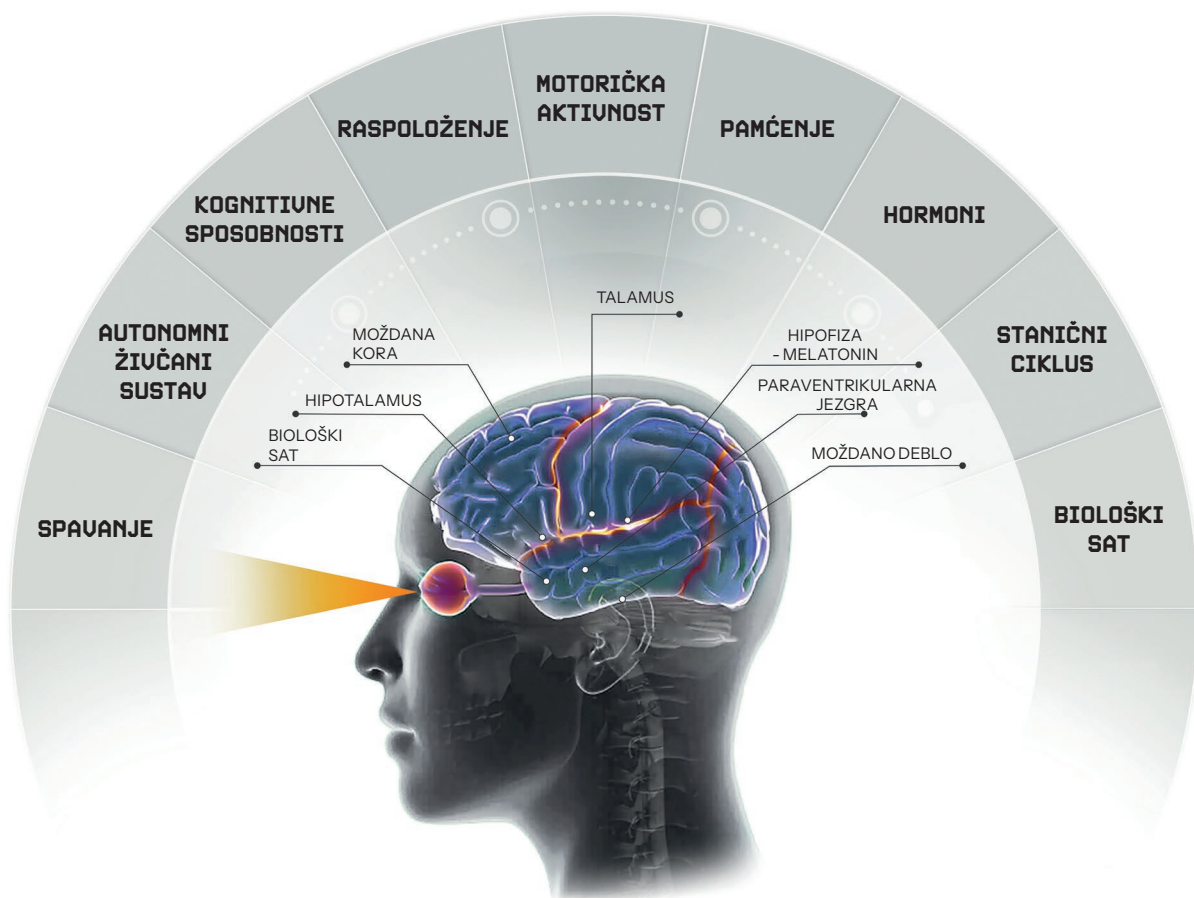 SPAVANJE
AUTONOMNI
ŽIVČANI
SUSTAV
KOGNITIVNE
SPOSOBNOSTI
RASPOLOŽENJE
MOTORIČKA
AKTIVNOST
PAMĆENJE
HORMONI
STANIČNI
CIKLUS
BIOLOŠKI
SAT
MOŽDANA
KORA
HIPOTALAMUS
BIOLOŠKI
SAT
TALAMUS
HIPOFIZA
- MELATONIN
PARAVENTRIKULARNA
JEZGRA
MOŽDANO DEBLO